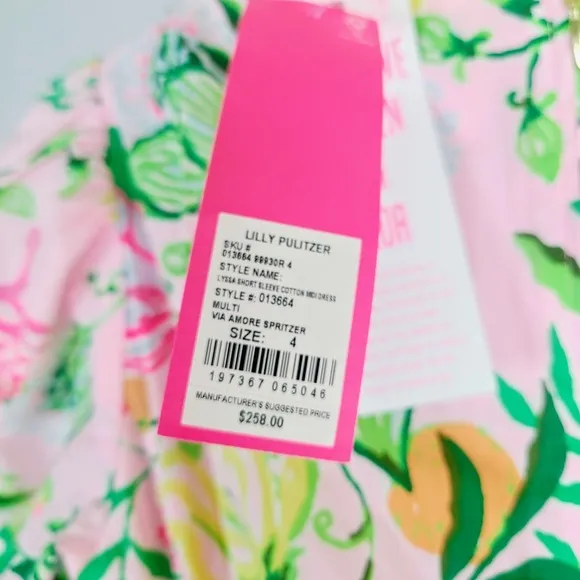 LILLY PULITZER
SKU #
013664 99930R 4
STYLE NAME:
LYSSA SHORT SLEEVE COTTON MIDI DRESS
STYLE #: 013664
MULTI
VIA AMORE SPRITZER
SIZE: 4
197367 065046
MANUFACTURER'S SUGGESTED PRICE
$258.00